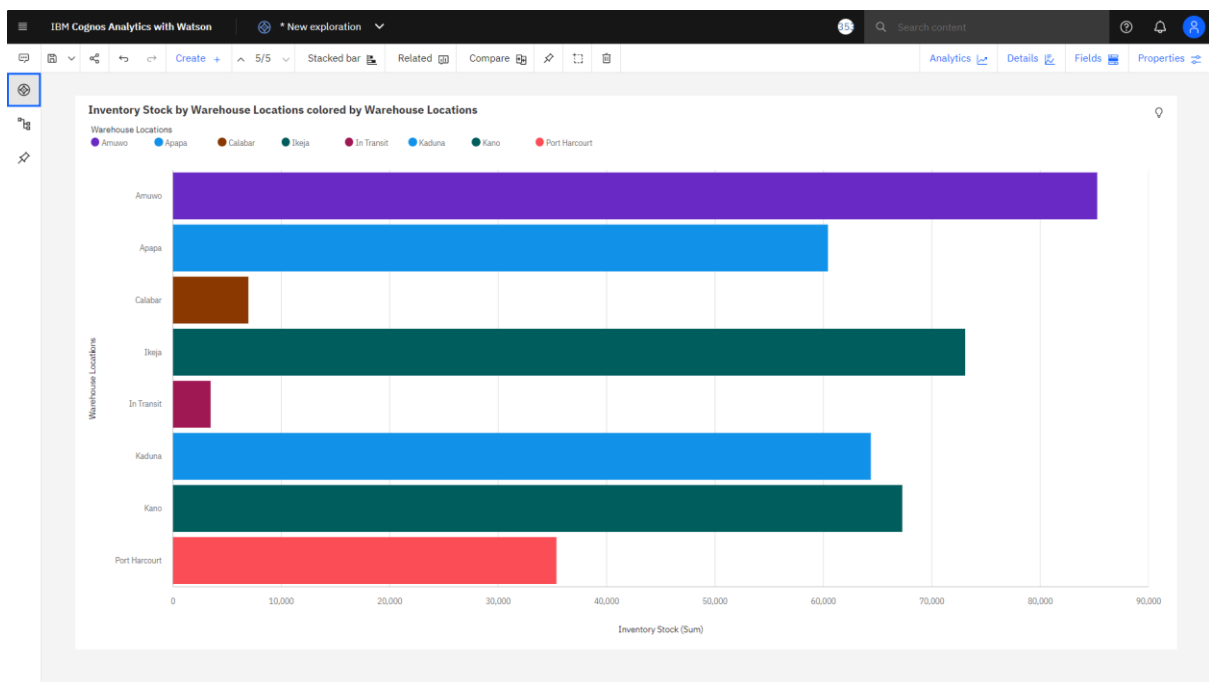 IBM Cognos Analytics with Watson * New exploration 353 Search content
Create + 5/5 Stacked bar Related Compare Analytics Details Fields Properties
Inventory Stock by Warehouse Locations colored by Warehouse Locations
Warehouse Locations
Amuwo Apapa Calabar Ikeja In Transit Kaduna Kano Port Harcourt
Amuwo
Apapa
Calabar
Ikeja
In Transit
Kaduna
Kano
Port Harcourt
Warehouse Locations
0 10,000 20,000 30,000 40,000 50,000 60,000 70,000 80,000 90,000
Inventory Stock (Sum)